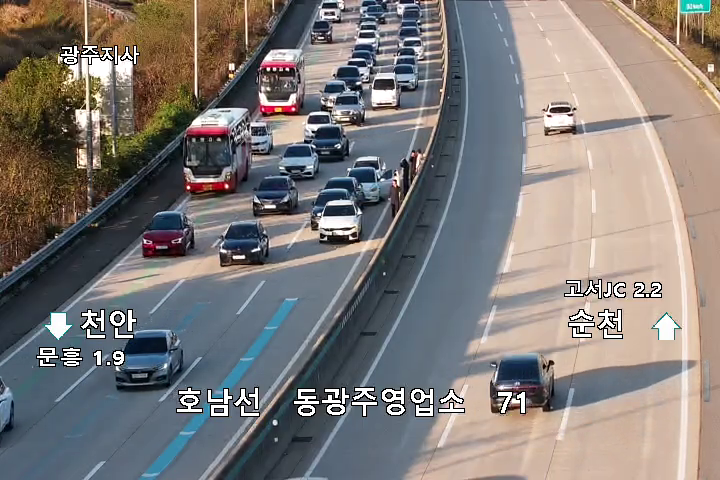 광주지사
고서JC 2.2
천안
순천
문흥 1.9
호남선 동광주영업소 71